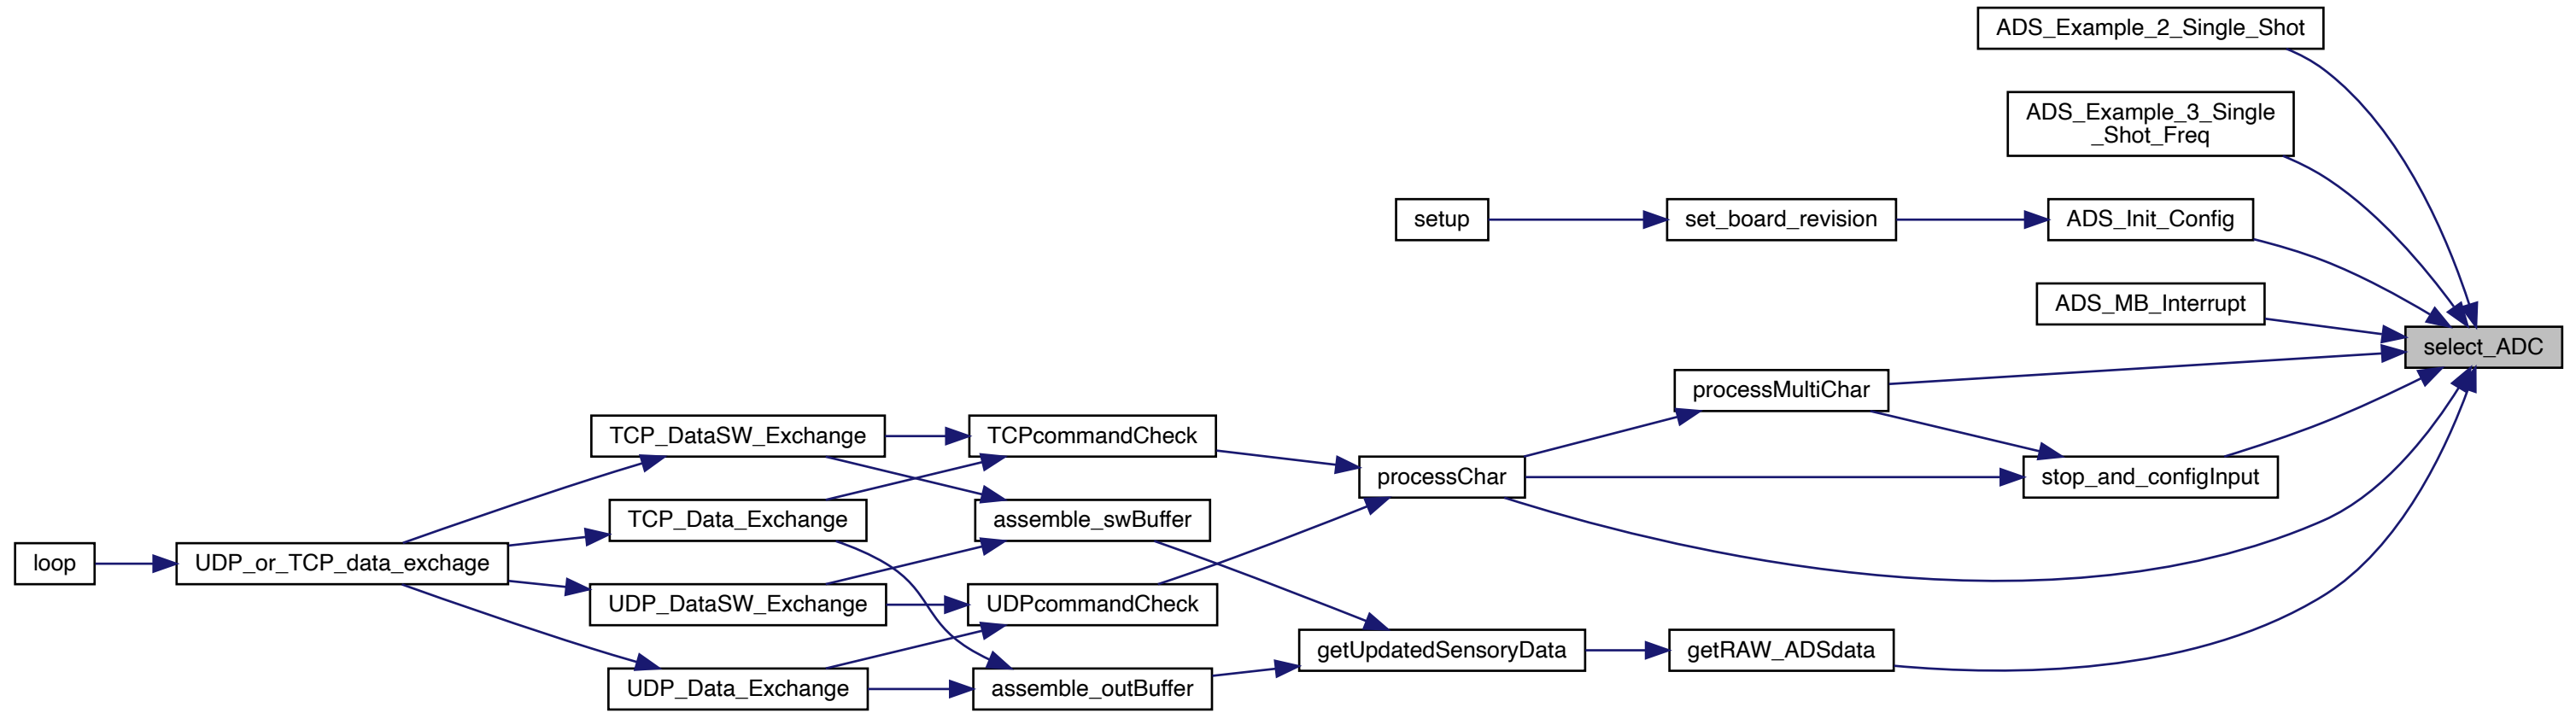 ADS_Example_2_Single_Shot
ADS_Example_3_Single
_Shot_Freq
setup
set_board_revision
ADS_Init_Config
ADS_MB_Interrupt
select_ADC
processMultiChar
TCP_DataSW_Exchange
TCPcommandCheck
processChar
stop_and_configInput
TCP_Data_Exchange
assemble_swBuffer
loop
UDP_or_TCP_data_exchage
UDP_DataSW_Exchange
UDPcommandCheck
getUpdatedSensoryData
getRAW_ADSdata
UDP_Data_Exchange
assemble_outBuffer